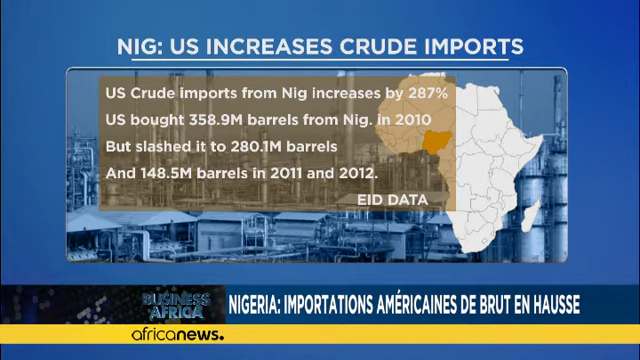 NIG: US INCREASES CRUDE IMPORTS
US Crude imports from Nig increases by 287%
US bought 358.9M barrels from Nig. in 2010
But slashed it to 280.1M barrels
And 148.5M barrels in 2011 and 2012.
EID DATA
BUSINESS
AFRICA
NIGERIA: IMPORTATIONS AMÉRICAINES DE BRUT EN HAUSSE
africanews.